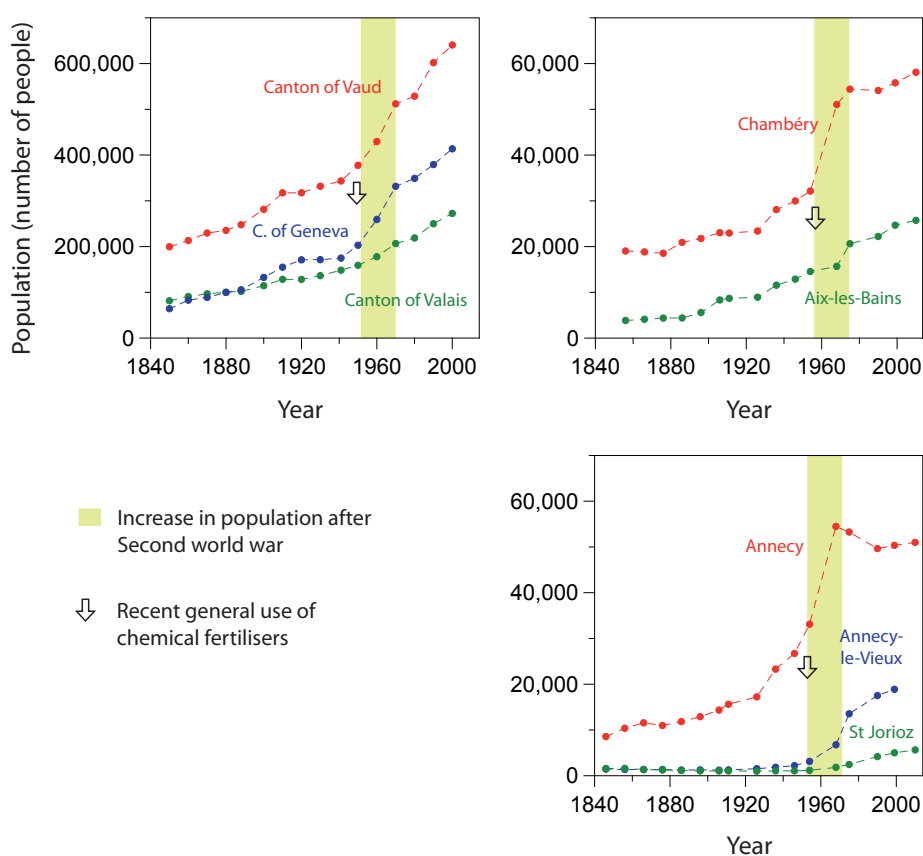 Population (number of people)
600,000
400,000
200,000
0
Canton of Vaud
C. of Geneva
Canton of Valais
1840 1880 1920 1960 2000
Year
60,000
40,000
20,000
0
Chambéry
Aix-les-Bains
1840 1880 1920 1960 2000
Year
Increase in population after
Second world war
Recent general use of
chemical fertilisers
60,000
40,000
20,000
0
Annecy
Annecy-
le-Vieux
St Jorioz
1840 1880 1920 1960 2000
Year